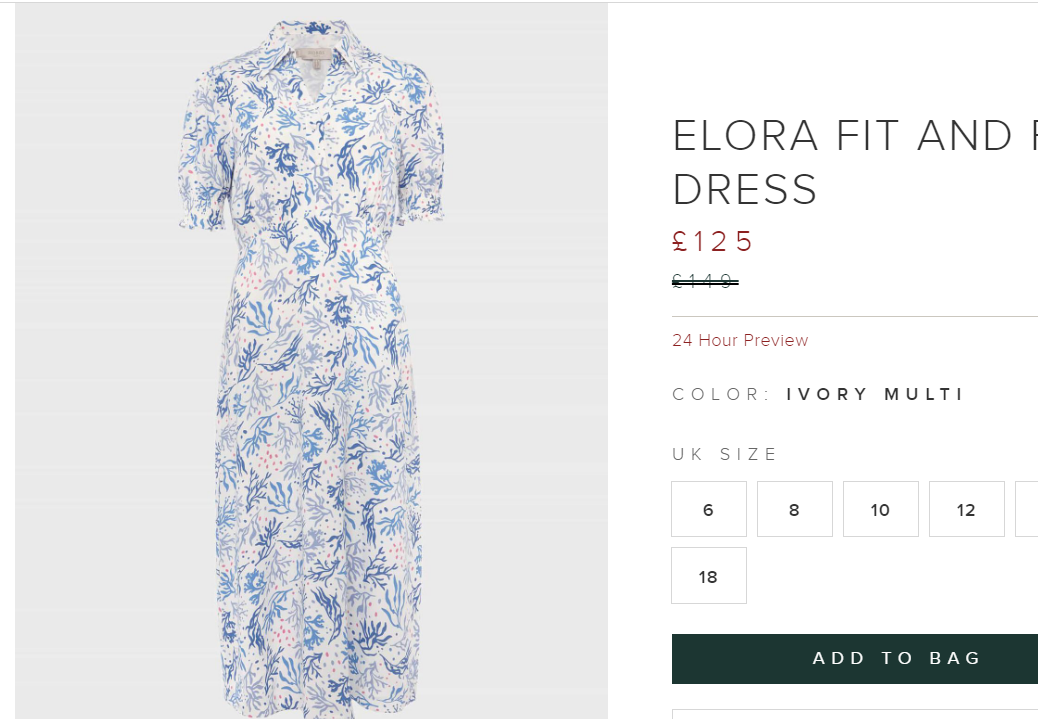 ELORA FIT AND F
DRESS
£125
£149
24 Hour Preview
COLOR: IVORY MULTI
UK SIZE
6 8 10 12
18
ADD TO BAG